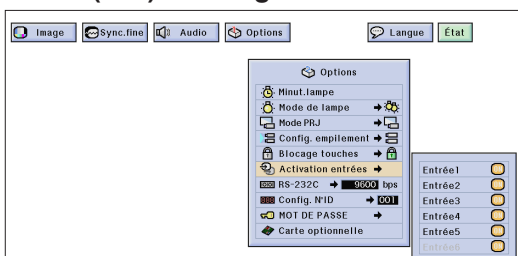 Image Sync.fine Audio Options Langue État
Options
Minut.lampe
Mode de lampe
Mode PRJ
Config. empilement
Blocage touches
Activation entrées
RS-232C 9600 bps
Config. N°ID 001
MOT DE PASSE
Carte optionnelle
Entrée1
Entrée2
Entrée3
Entrée4
Entrée5
Entrée6